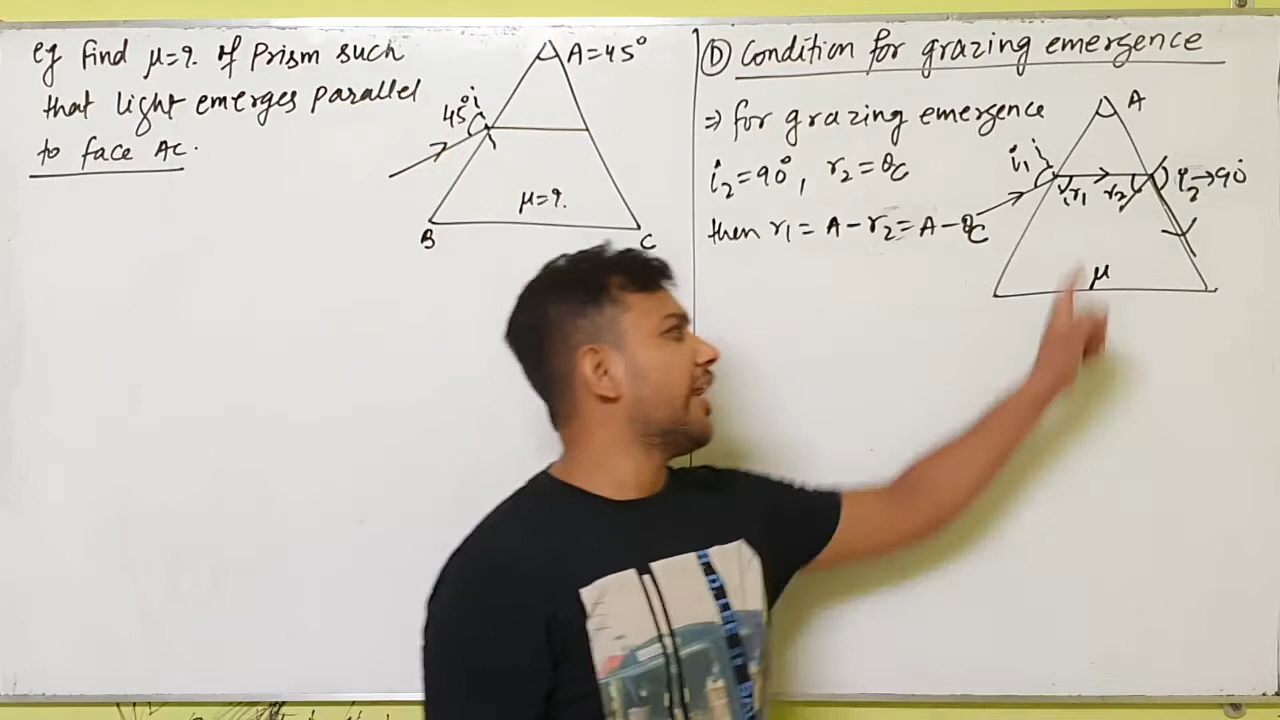 eg find μ=?. of Prism such
that light emerges parallel
to face AC.
A=45°
45° i
μ=?.
B
C
(D) Condition for grazing emergence
⇒ for grazing emergence
i₂=90°, r₂=θc
then r₁ = A-r₂ = A-θc
A
i₁
r₁
r₂
i₂→90°
μ